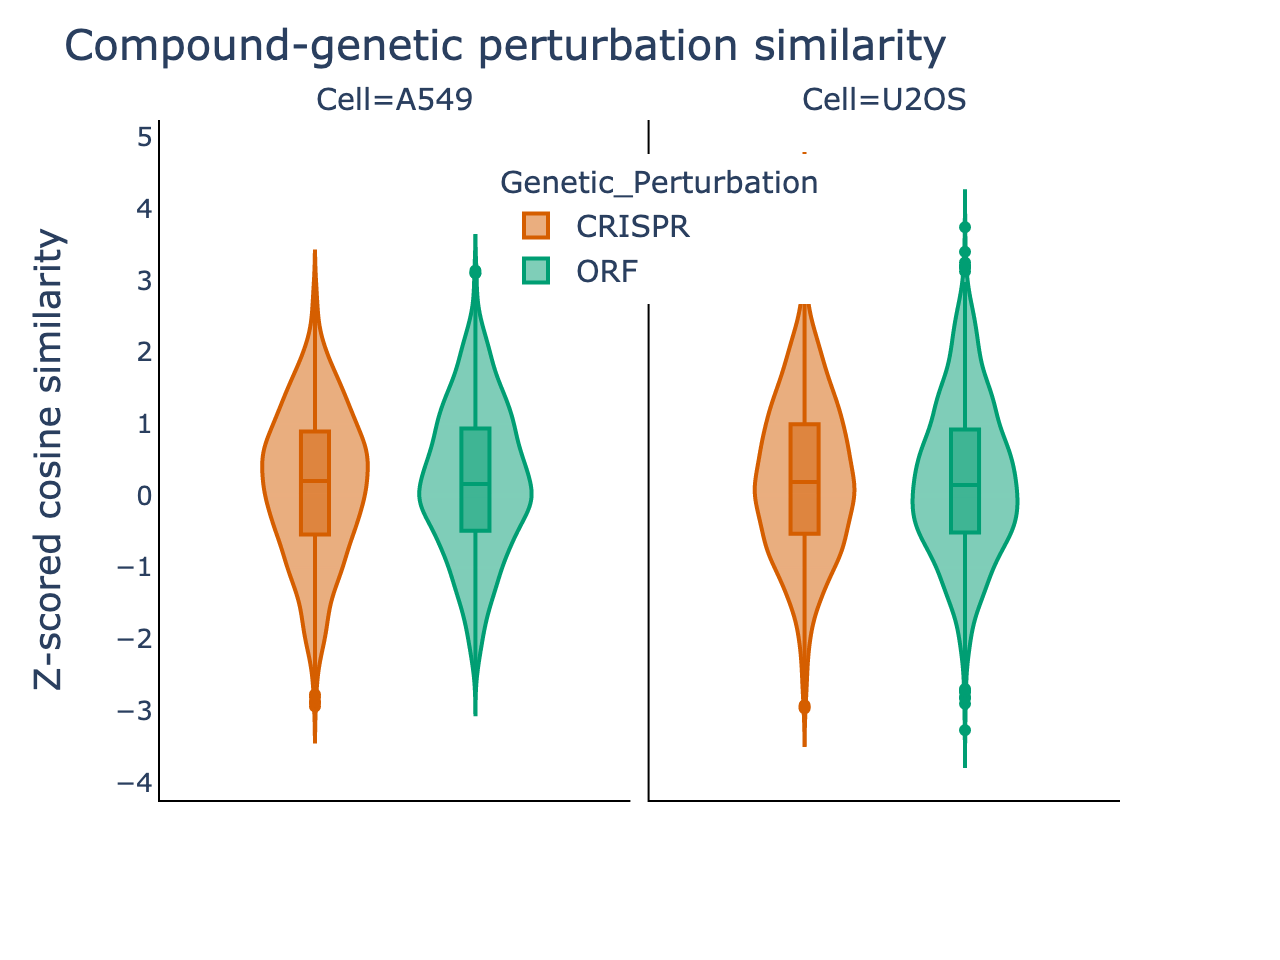 Compound-genetic perturbation similarity
Cell=A549
Cell=U2OS
Genetic_Perturbation
CRISPR
ORF
Z-scored cosine similarity
5
4
3
2
1
0
−1
−2
−3
−4